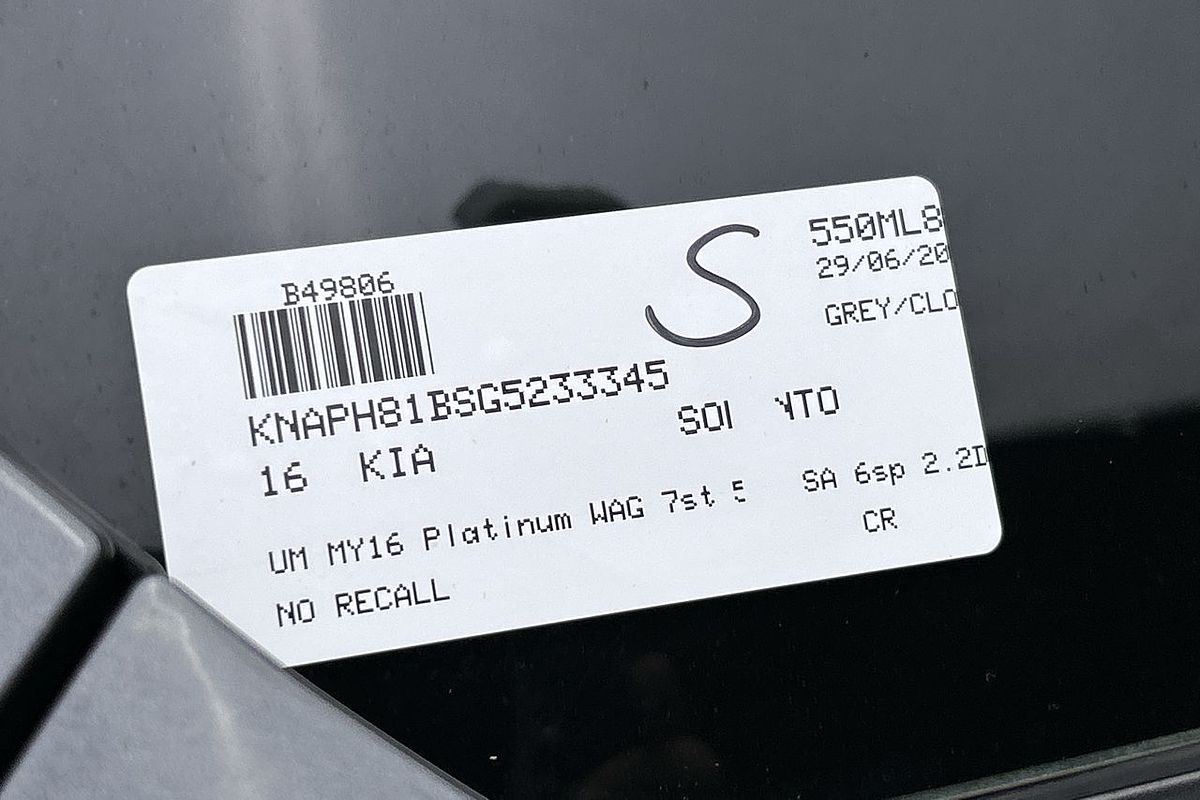 B49806
S
550ML8
29/06/20
GREY/CLO
KNAPH81BSG5233345
16 KIA
UM MY16 Platinum WAG 7st 5 SA 6sp 2.2D
CR
NO RECALL